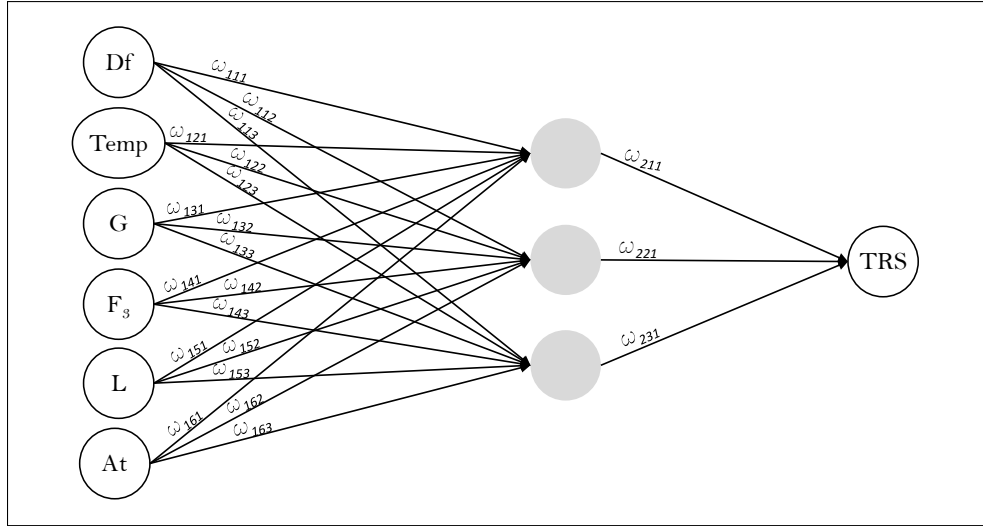 Df
Temp
G
F₃
L
At
ω₁₁₁
ω₁₁₂
ω₁₁₃
ω₁₂₁
ω₁₂₂
ω₁₂₃
ω₁₃₁
ω₁₃₂
ω₁₃₃
ω₁₄₁
ω₁₄₂
ω₁₄₃
ω₁₅₁
ω₁₅₂
ω₁₅₃
ω₁₆₁
ω₁₆₂
ω₁₆₃
ω₂₁₁
ω₂₂₁
ω₂₃₁
TRS